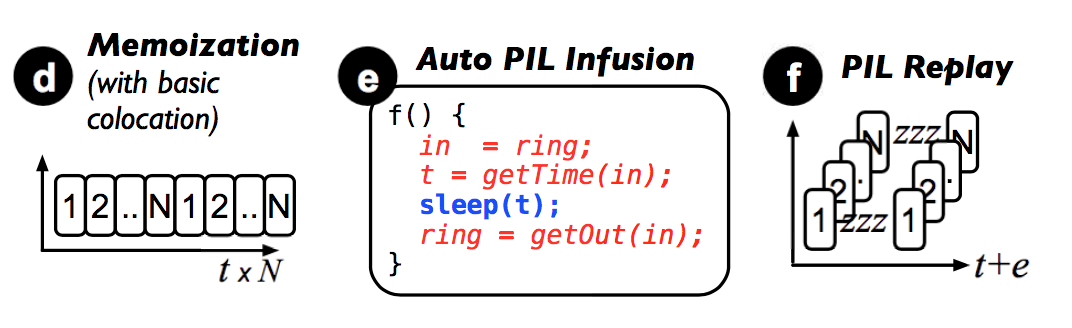 d
Memoization
(with basic
colocation)
1 2 .. N 1 2 .. N
t x N
e
Auto PIL Infusion
f() {
in = ring;
t = getTime(in);
sleep(t);
ring = getOut(in);
}
f
PIL Replay
N zzz N
. .
2 2
1 zzz 1
t+e